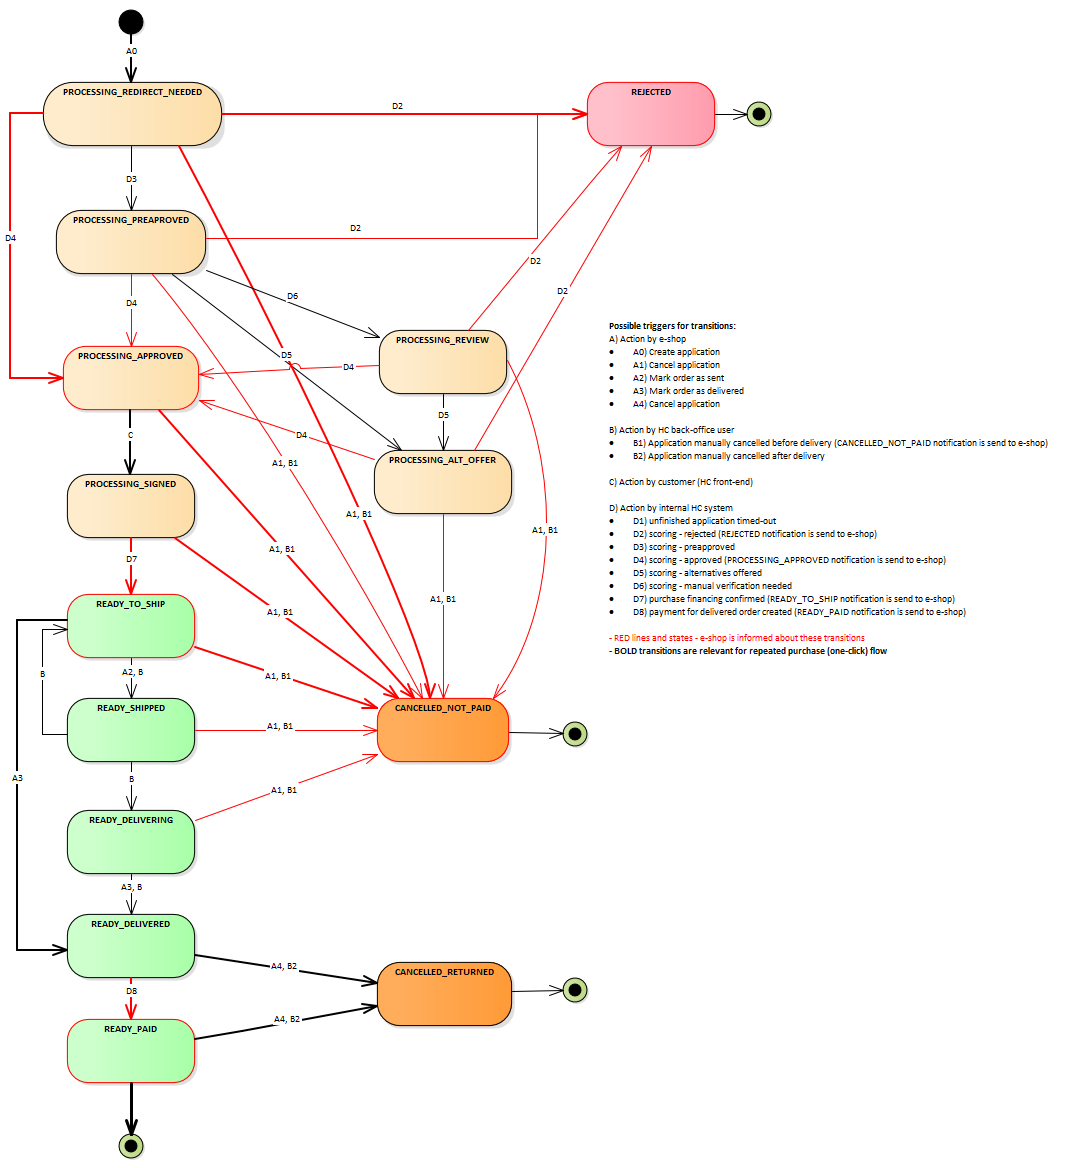 A0
PROCESSING_REDIRECT_NEEDED
REJECTED
D2
D3
D4
PROCESSING_PREAPPROVED
D2
D2
D2
D6
D4
PROCESSING_REVIEW
D5
PROCESSING_APPROVED
D4
D5
C
D4
PROCESSING_ALT_OFFER
A1, B1
PROCESSING_SIGNED
A1, B1
A1, B1
A1, B1
D7
A1, B1
READY_TO_SHIP
A1, B1
A2, B
B
A1, B1
READY_SHIPPED
CANCELLED_NOT_PAID
A1, B1
A3
B
A1, B1
READY_DELIVERING
A3, B
READY_DELIVERED
A4, B2
CANCELLED_RETURNED
D8
A4, B2
READY_PAID
Possible triggers for transitions:
A) Action by e-shop
• A0) Create application
• A1) Cancel application
• A2) Mark order as sent
• A3) Mark order as delivered
• A4) Cancel application
B) Action by HC back-office user
• B1) Application manually cancelled before delivery (CANCELLED_NOT_PAID notification is send to e-shop)
• B2) Application manually cancelled after delivery
C) Action by customer (HC front-end)
D) Action by internal HC system
• D1) unfinished application timed-out
• D2) scoring - rejected (REJECTED notification is send to e-shop)
• D3) scoring - preapproved
• D4) scoring - approved (PROCESSING_APPROVED notification is send to e-shop)
• D5) scoring - alternatives offered
• D6) scoring - manual verification needed
• D7) purchase financing confirmed (READY_TO_SHIP notification is send to e-shop)
• D8) payment for delivered order created (READY_PAID notification is send to e-shop)
- RED lines and states - e-shop is informed about these transitions
- BOLD transitions are relevant for repeated purchase (one-click) flow